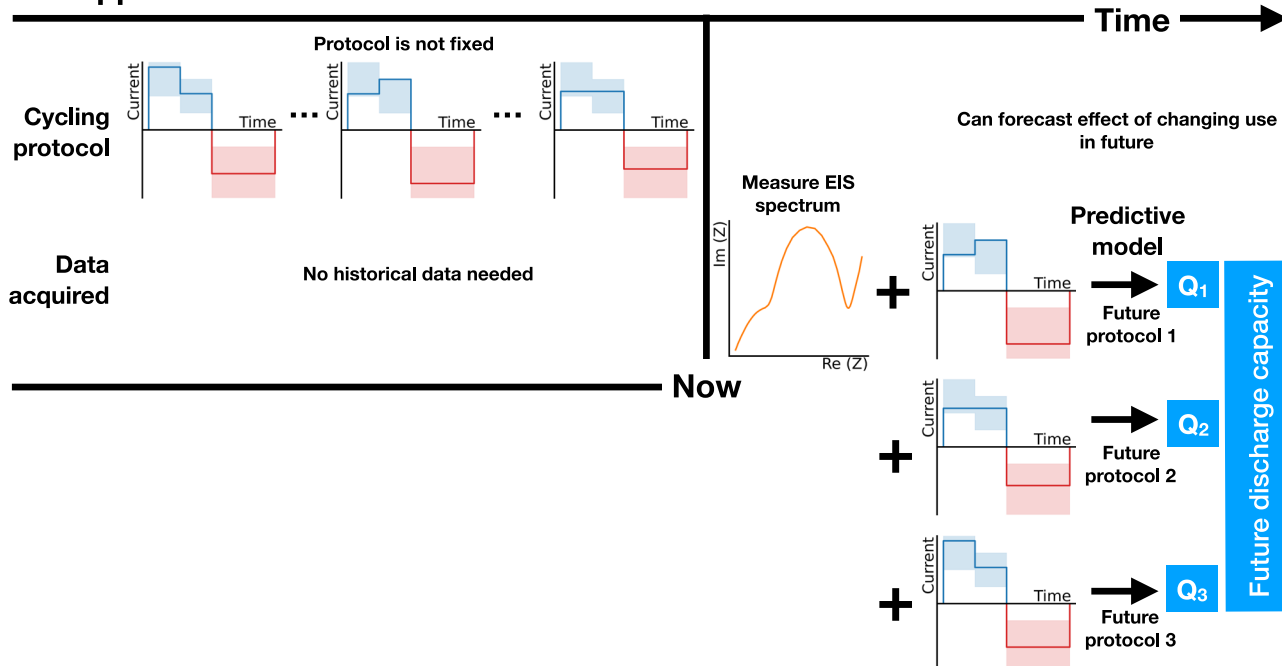 Time
Protocol is not fixed
Cycling
protocol
Current
Time
...
Current
Time
...
Current
Time
Can forecast effect of changing use
in future
Data
acquired
No historical data needed
Measure EIS
spectrum
Im (Z)
Re (Z)
Now
+
Current
Time
Predictive
model
Future
protocol 1
Q1
+
Current
Time
Future
protocol 2
Q2
+
Current
Time
Future
protocol 3
Q3
Future discharge capacity